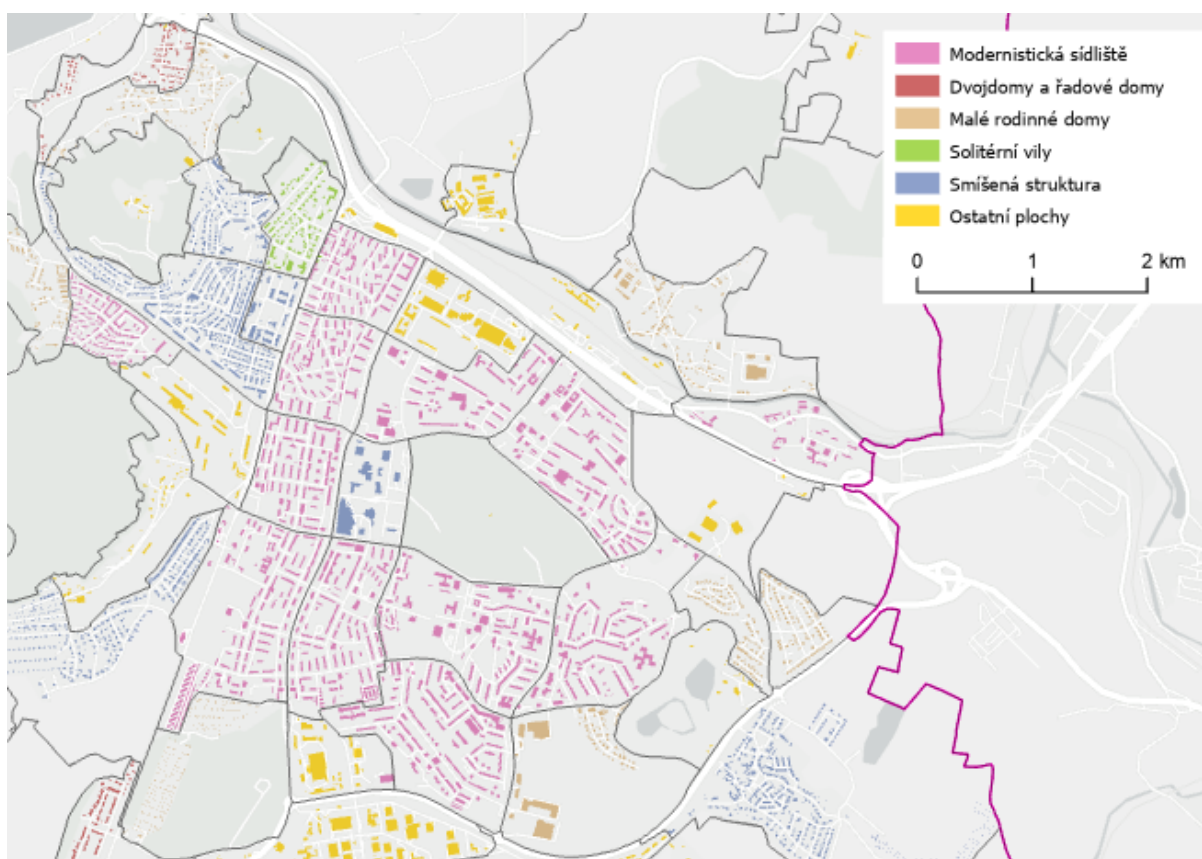 Modernistická sídliště
Dvojdomy a řadové domy
Malé rodinné domy
Solitérní vily
Smíšená struktura
Ostatní plochy
0 1 2 km